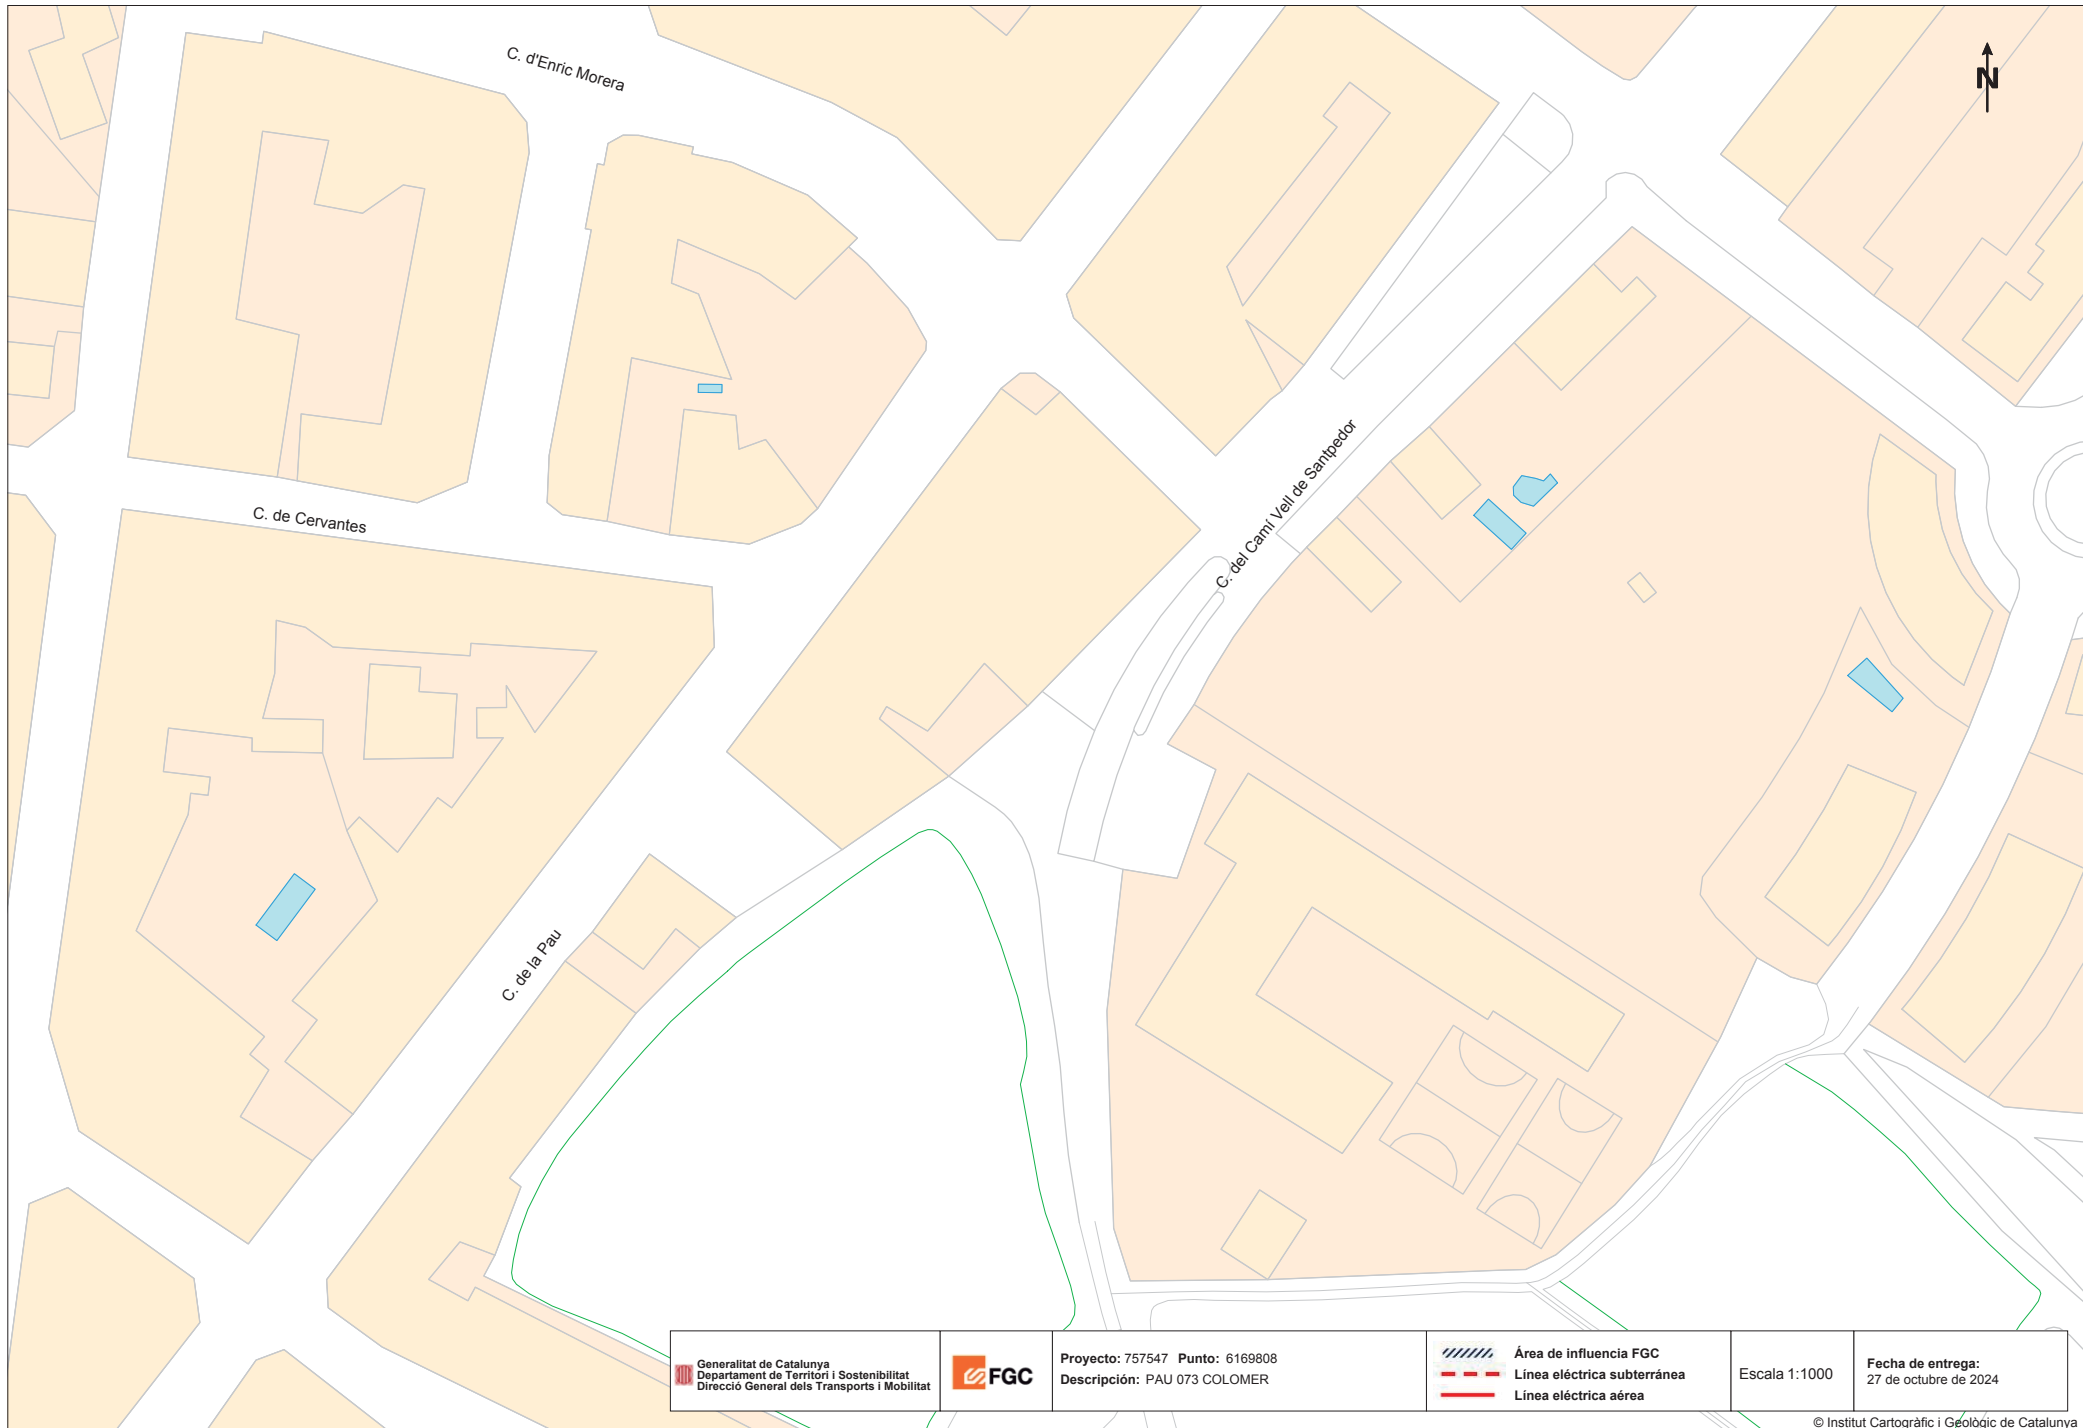 C. d'Enric Morera
N
C. del Camí Vell de Santpedor
C. de Cervantes
C. de la Pau
Generalitat de Catalunya
Departament de Territori i Sostenibilitat
Direcció General dels Transports i Mobilitat
FGC
Proyecto: 757547 Punto: 6169808
Descripción: PAU 073 COLOMER
Área de influencia FGC
Línea eléctrica subterránea
Línea eléctrica aérea
Escala 1:1000
Fecha de entrega:
27 de octubre de 2024
© Institut Cartogràfic i Geològic de Catalunya